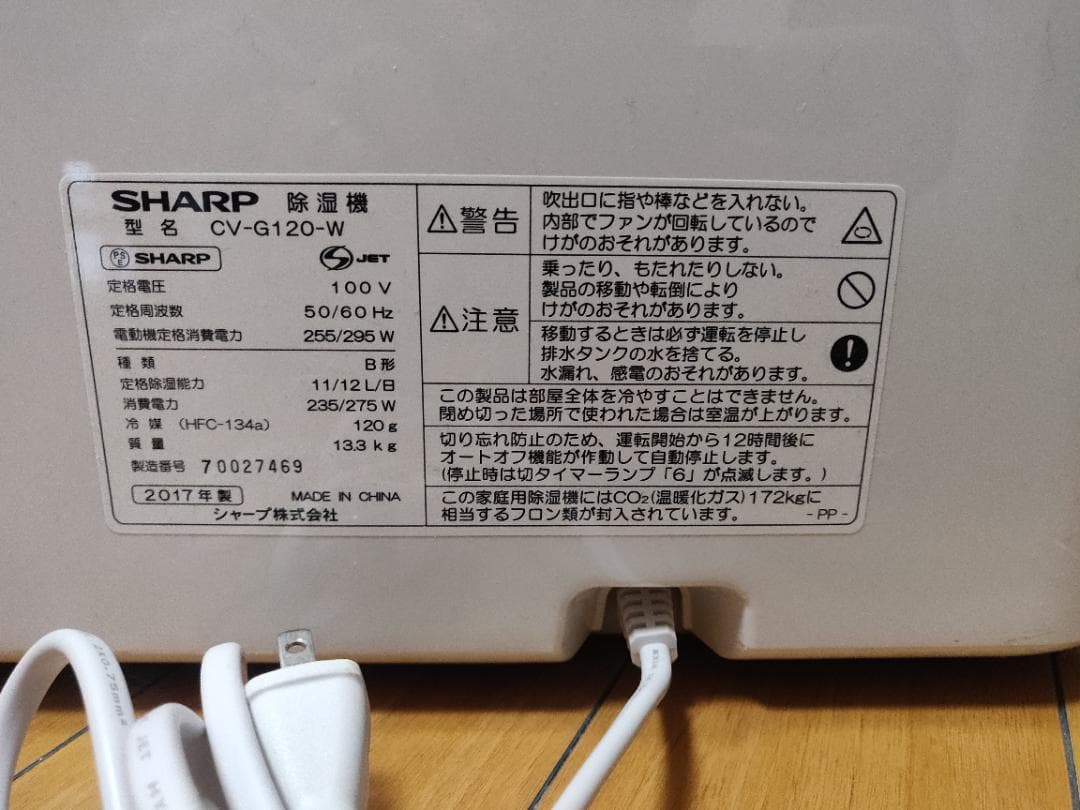 SHARP 除湿機
型名 CV-G120-W
PSE SHARP
S JET
定格電圧 100 V
定格周波数 50/60 Hz
電動機定格消費電力 255/295 W
種類 B形
定格除湿能力 11/12 L/日
消費電力 235/275 W
冷媒 (HFC-134a) 120 g
質量 13.3 kg
製造番号 70027469
2017年製 MADE IN CHINA
シャープ株式会社
⚠警告
吹出口に指や棒などを入れない。
内部でファンが回転しているので
けがのおそれがあります。
⚠注意
乗ったり、もたれたりしない。
製品の移動や転倒により
けがのおそれがあります。
移動するときは必ず運転を停止し
排水タンクの水を捨てる。
水漏れ、感電のおそれがあります。
この製品は部屋全体を冷やすことはできません。
閉め切った場所で使われた場合は室温が上がります。
切り忘れ防止のため、運転開始から12時間後に
オートオフ機能が作動して自動停止します。
(停止時は切タイマーランプ「6」が点滅します。)
この家庭用除湿機にはCO₂(温暖化ガス)172kgに
相当するフロン類が封入されています。 -PP-
2x0.75mm²
JET